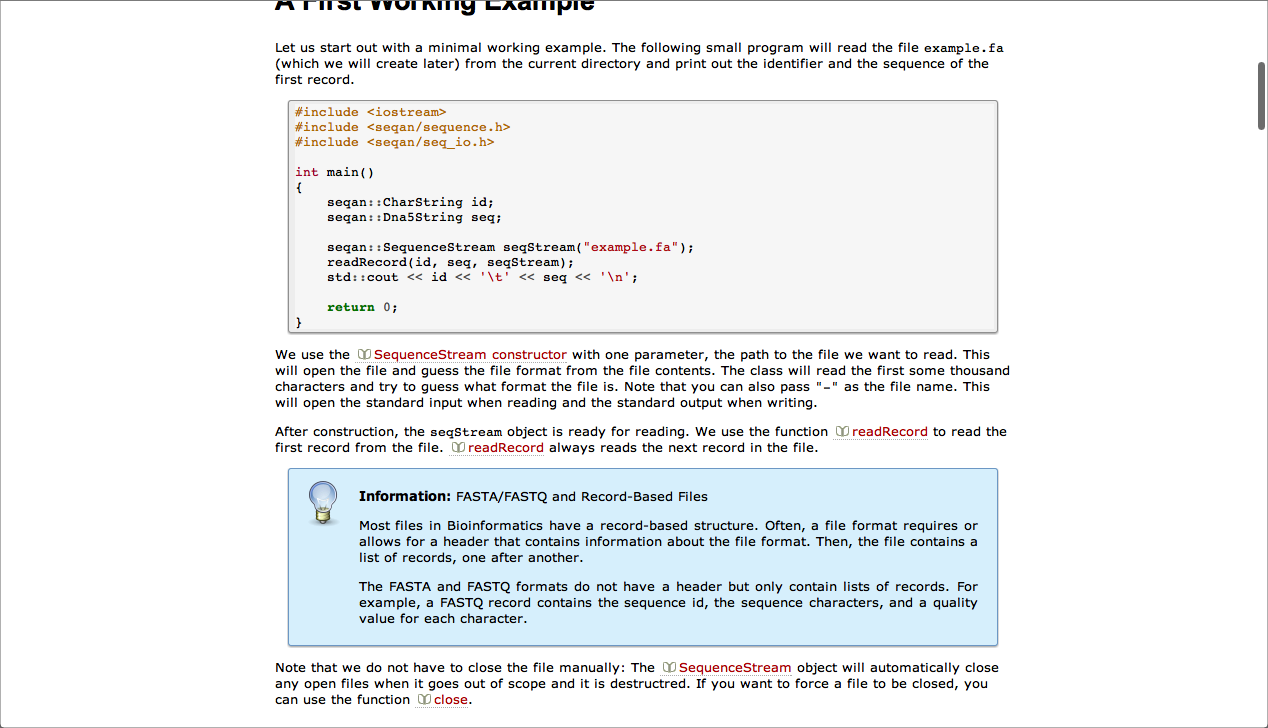 A First Working Example
Let us start out with a minimal working example. The following small program will read the file example.fa
(which we will create later) from the current directory and print out the identifier and the sequence of the
first record.
#include <iostream>
#include <seqan/sequence.h>
#include <seqan/seq_io.h>
int main()
{
    seqan::CharString id;
    seqan::Dna5String seq;
    seqan::SequenceStream seqStream("example.fa");
    readRecord(id, seq, seqStream);
    std::cout << id << '\t' << seq << '\n';
    return 0;
}
We use the SequenceStream constructor with one parameter, the path to the file we want to read. This
will open the file and guess the file format from the file contents. The class will read the first some thousand
characters and try to guess what format the file is. Note that you can also pass "-" as the file name. This
will open the standard input when reading and the standard output when writing.
After construction, the seqStream object is ready for reading. We use the function readRecord to read the
first record from the file. readRecord always reads the next record in the file.
Information: FASTA/FASTQ and Record-Based Files
Most files in Bioinformatics have a record-based structure. Often, a file format requires or
allows for a header that contains information about the file format. Then, the file contains a
list of records, one after another.
The FASTA and FASTQ formats do not have a header but only contain lists of records. For
example, a FASTQ record contains the sequence id, the sequence characters, and a quality
value for each character.
Note that we do not have to close the file manually: The SequenceStream object will automatically close
any open files when it goes out of scope and it is destructred. If you want to force a file to be closed, you
can use the function close.